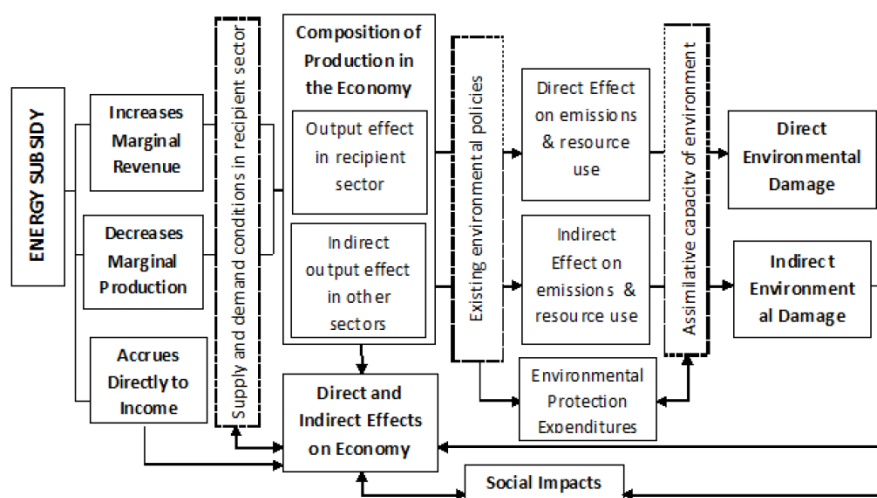 ENERGY SUBSIDY
Increases
Marginal
Revenue
Decreases
Marginal
Production
Accrues
Directly to
Income
Supply and demand conditions in recipient sector
Composition of
Production in
the Economy
Output effect
in recipient
sector
Indirect
output effect
in other
sectors
Direct and
Indirect Effects
on Economy
Existing environmental policies
Direct Effect
on emissions
& resource
use
Indirect
Effect on
emissions &
resource use
Environmental
Protection
Expenditures
Social Impacts
Assimilative capacity of environment
Direct
Environmental
Damage
Indirect
Environment
al Damage